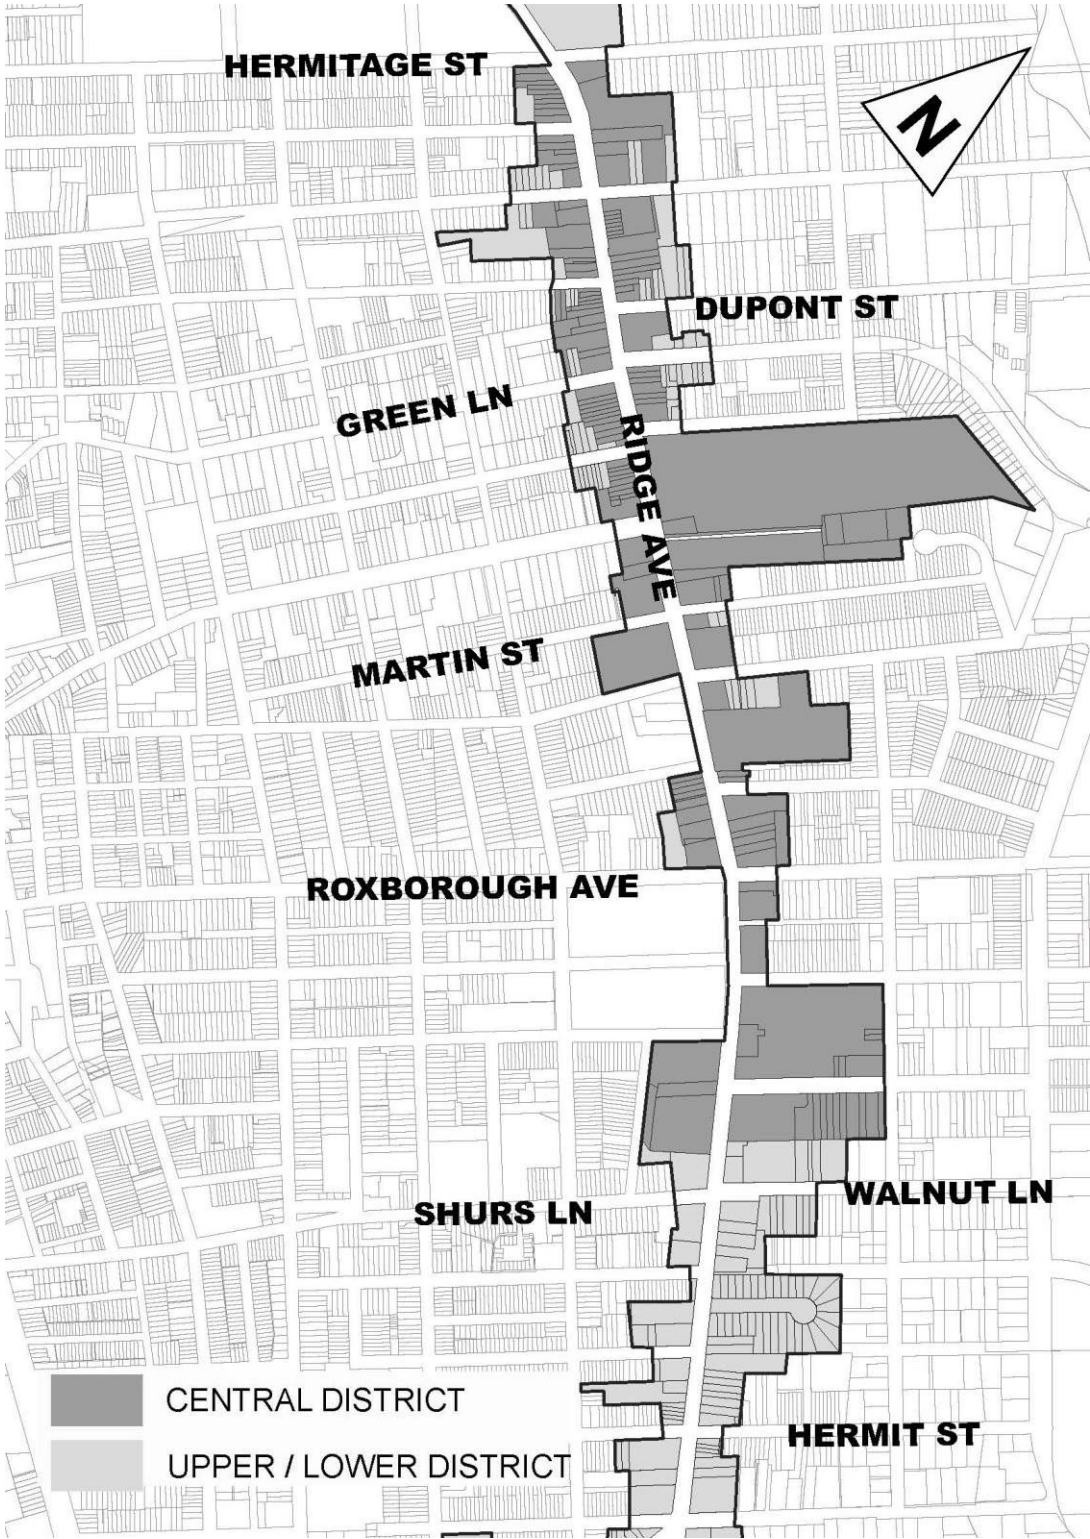 HERMITAGE ST
N
DUPONT ST
GREEN LN
RIDGE AVE
MARTIN ST
ROXBOROUGH AVE
WALNUT LN
SHURS LN
CENTRAL DISTRICT
HERMIT ST
UPPER / LOWER DISTRICT